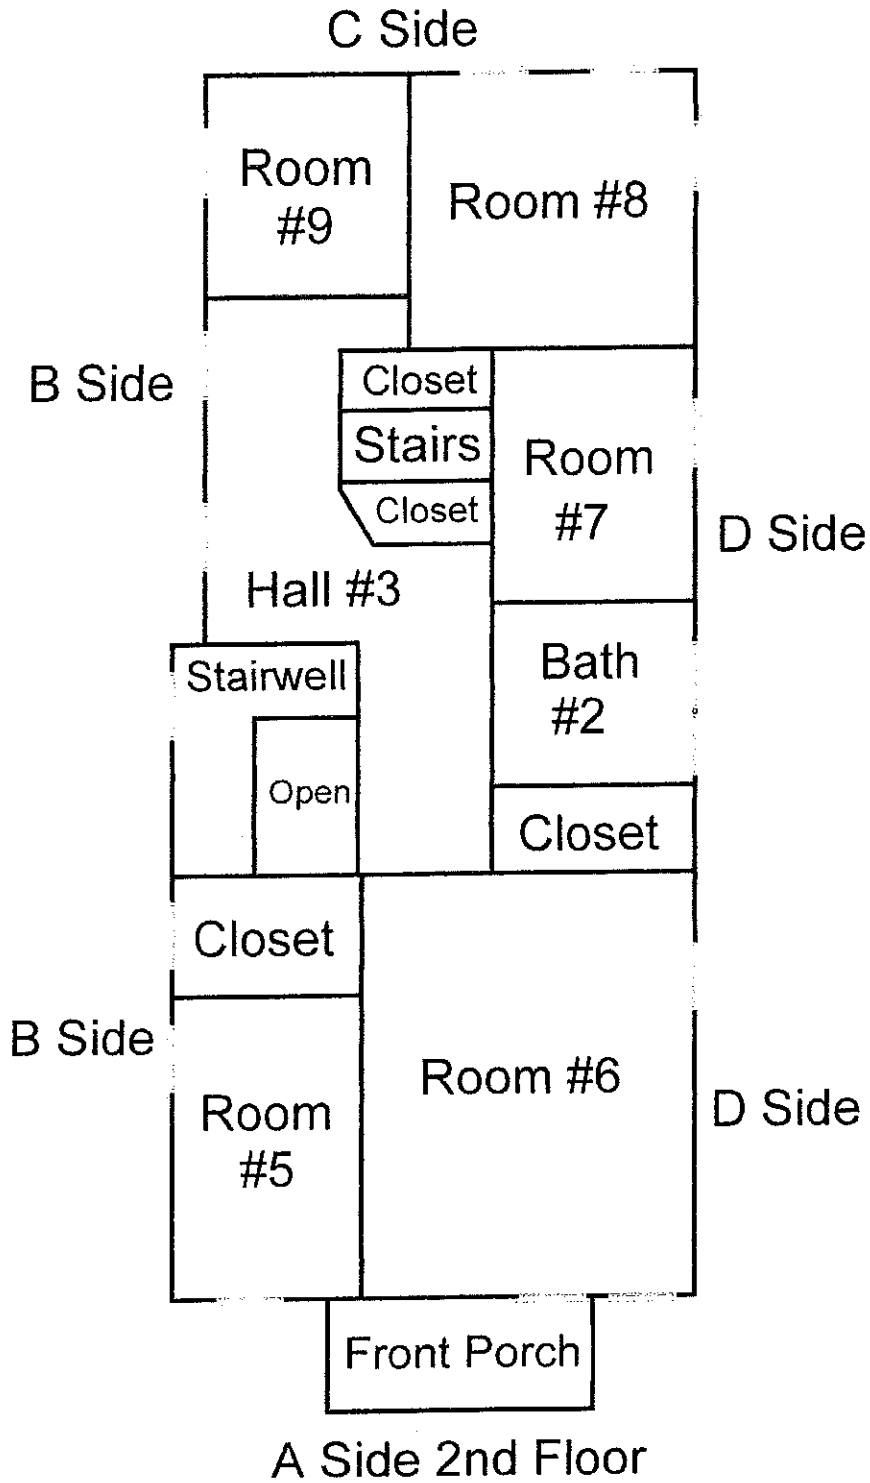 C Side
Room
#9
Room #8
B Side
Closet
Stairs
Closet
Room
#7
D Side
Hall #3
Stairwell
Open
Bath
#2
Closet
Closet
B Side
Room
#5
Room #6
D Side
Front Porch
A Side 2nd Floor